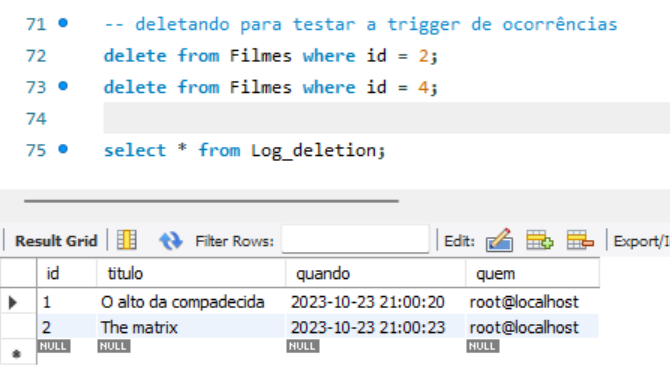 71 -- deletando para testar a trigger de ocorrências
72 delete from Filmes where id = 2;
73 delete from Filmes where id = 4;
74
75 select * from Log_deletion;
Result Grid Filter Rows: Edit: Export/I
id titulo quando quem
1 O alto da compadecida 2023-10-23 21:00:20 root@localhost
2 The matrix 2023-10-23 21:00:23 root@localhost
NULL NULL NULL NULL